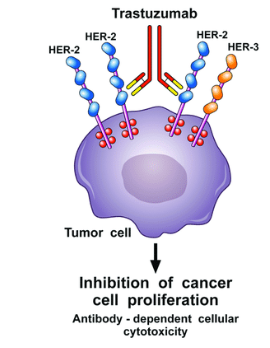 Trastuzumab
HER-2
HER-2
HER-2
HER-3
Tumor cell
Inhibition of cancer
cell proliferation
Antibody - dependent cellular
cytotoxicity